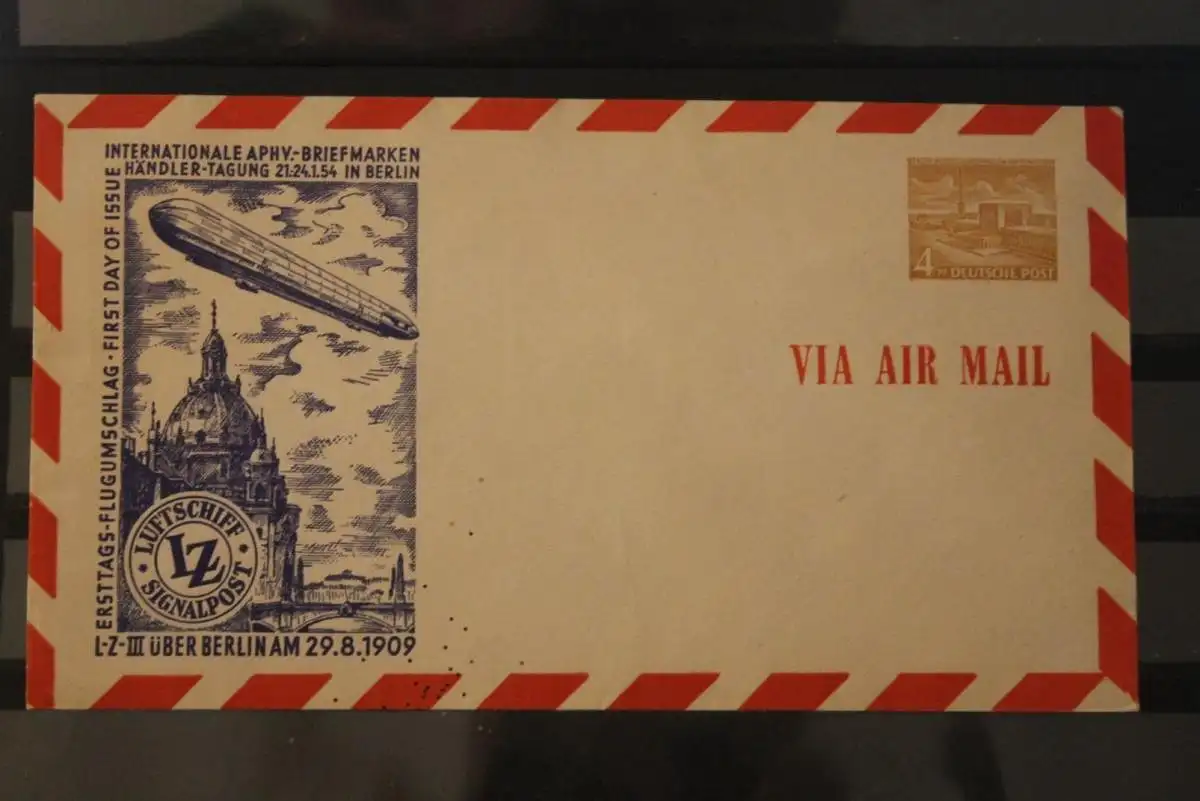 INTERNATIONALE APHV.-BRIEFMARKEN
HÄNDLER-TAGUNG 21.-24.1.54 IN BERLIN
ERSTTAGS-FLUGUMSCHLAG · FIRST DAY OF ISSUE
LUFTSCHIFF
LZ
SIGNALPOST
L-Z-III ÜBER BERLIN AM 29.8.1909
4 Pf DEUTSCHE POST
VIA AIR MAIL